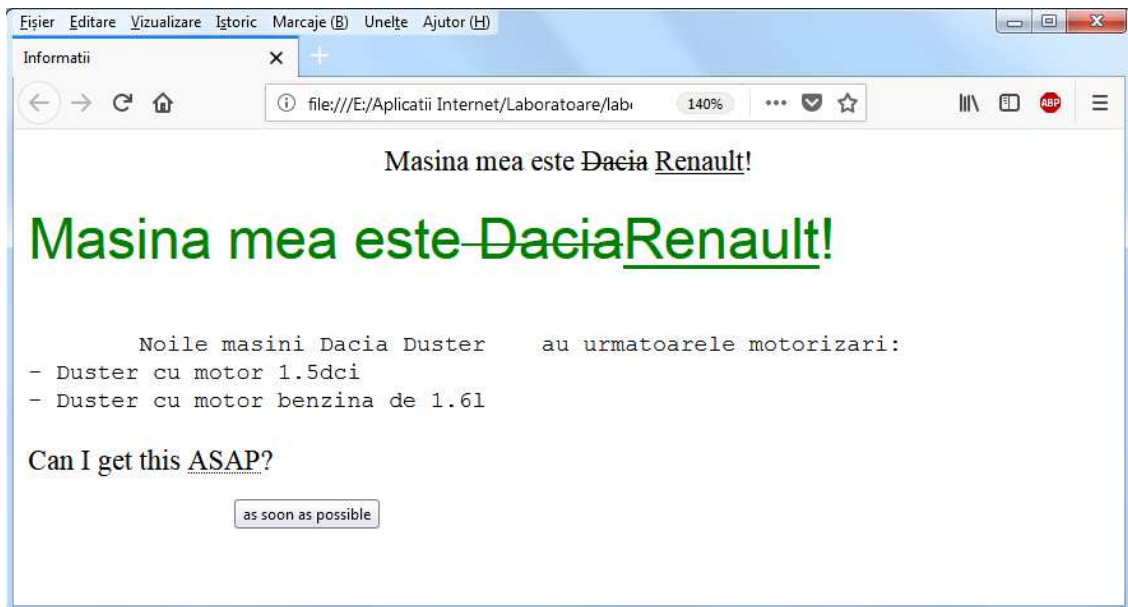 Fișier Editare Vizualizare Istoric Marcaje (B) Unelte Ajutor (H)
Informatii
file:///E:/Aplicatii Internet/Laboratoare/lab 140%
ABP
Masina mea este Dacia Renault!
Masina mea este DaciaRenault!
Noile masini Dacia Duster au urmatoarele motorizari:
- Duster cu motor 1.5dci
- Duster cu motor benzina de 1.6l
Can I get this ASAP?
as soon as possible